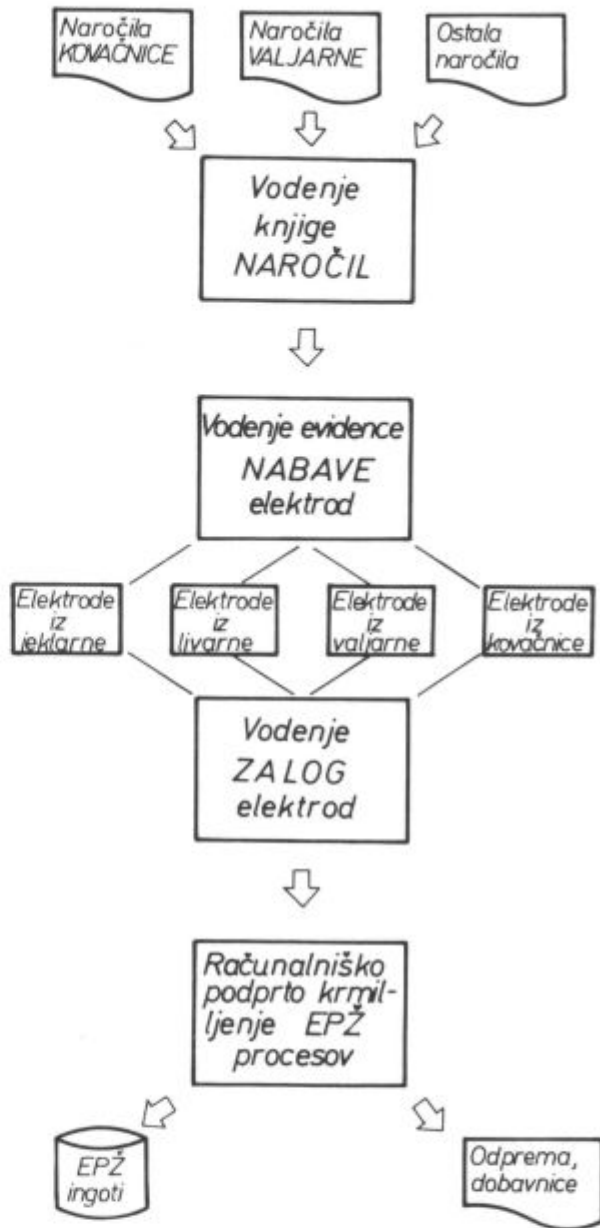 Naročila
KOVAČNICE
Naročila
VALJARNE
Ostala
naročila
Vodenje
knjige
NAROČIL
Vodenje evidence
NABAVE
elektrod
Elektrode
iz
jeklarne
Elektrode
iz
livarne
Elektrode
iz
valjarne
Elektrode
iz
kovačnice
Vodenje
ZALOG
elektrod
Računalniško
podprto krmil-
ljenje EPŽ
procesov
EPŽ
ingoti
Odprema,
dobavnice